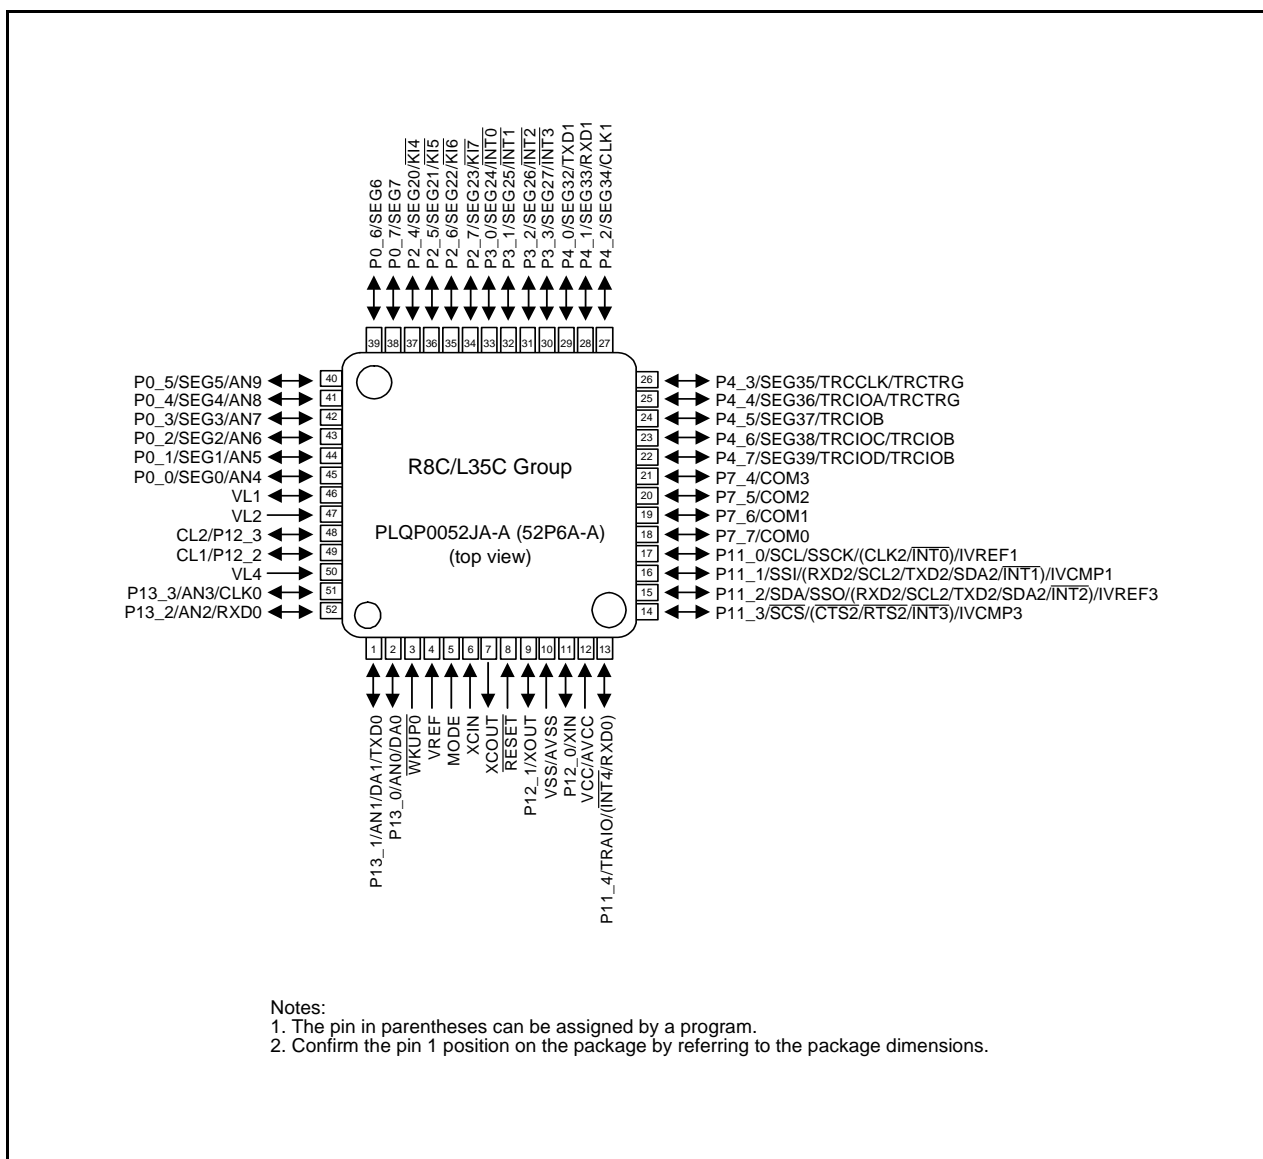 P0_6/SEG6
P0_7/SEG7
P2_4/SEG20/KI4
P2_5/SEG21/KI5
P2_6/SEG22/KI6
P2_7/SEG23/KI7
P3_0/SEG24/INT0
P3_1/SEG25/INT1
P3_2/SEG26/INT2
P3_3/SEG27/INT3
P4_0/SEG32/TXD1
P4_1/SEG33/RXD1
P4_2/SEG34/CLK1
39 38 37 36 35 34 33 32 31 30 29 28 27
P0_5/SEG5/AN9 40
P0_4/SEG4/AN8 41
P0_3/SEG3/AN7 42
P0_2/SEG2/AN6 43
P0_1/SEG1/AN5 44
P0_0/SEG0/AN4 45
VL1 46
VL2 47
CL2/P12_3 48
CL1/P12_2 49
VL4 50
P13_3/AN3/CLK0 51
P13_2/AN2/RXD0 52
R8C/L35C Group
PLQP0052JA-A (52P6A-A)
(top view)
26 P4_3/SEG35/TRCCLK/TRCTRG
25 P4_4/SEG36/TRCIOA/TRCTRG
24 P4_5/SEG37/TRCIOB
23 P4_6/SEG38/TRCIOC/TRCIOB
22 P4_7/SEG39/TRCIOD/TRCIOB
21 P7_4/COM3
20 P7_5/COM2
19 P7_6/COM1
18 P7_7/COM0
17 P11_0/SCL/SSCK/(CLK2/INT0)/IVREF1
16 P11_1/SSI/(RXD2/SCL2/TXD2/SDA2/INT1)/IVCMP1
15 P11_2/SDA/SSO/(RXD2/SCL2/TXD2/SDA2/INT2)/IVREF3
14 P11_3/SCS/(CTS2/RTS2/INT3)/IVCMP3
1 2 3 4 5 6 7 8 9 10 11 12 13
P13_1/AN1/DA1/TXD0
P13_0/AN0/DA0
WKUP0
VREF
MODE
XCIN
XCOUT
RESET
P12_1/XOUT
VSS/AVSS
P12_0/XIN
VCC/AVCC
P11_4/TRAIO/(INT4/RXD0)
Notes:
1. The pin in parentheses can be assigned by a program.
2. Confirm the pin 1 position on the package by referring to the package dimensions.